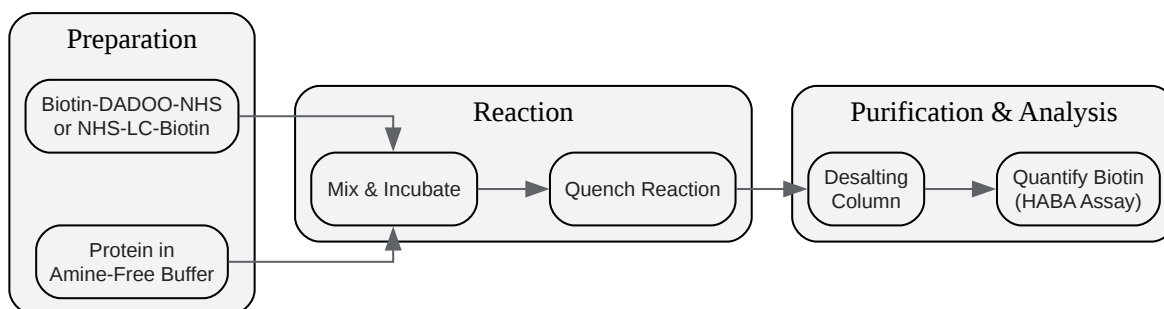 Preparation
Biotin-DADOO-NHS
or NHS-LC-Biotin
Protein in
Amine-Free Buffer
Reaction
Mix & Incubate
Quench Reaction
Purification & Analysis
Desalting
Column
Quantify Biotin
(HABA Assay)